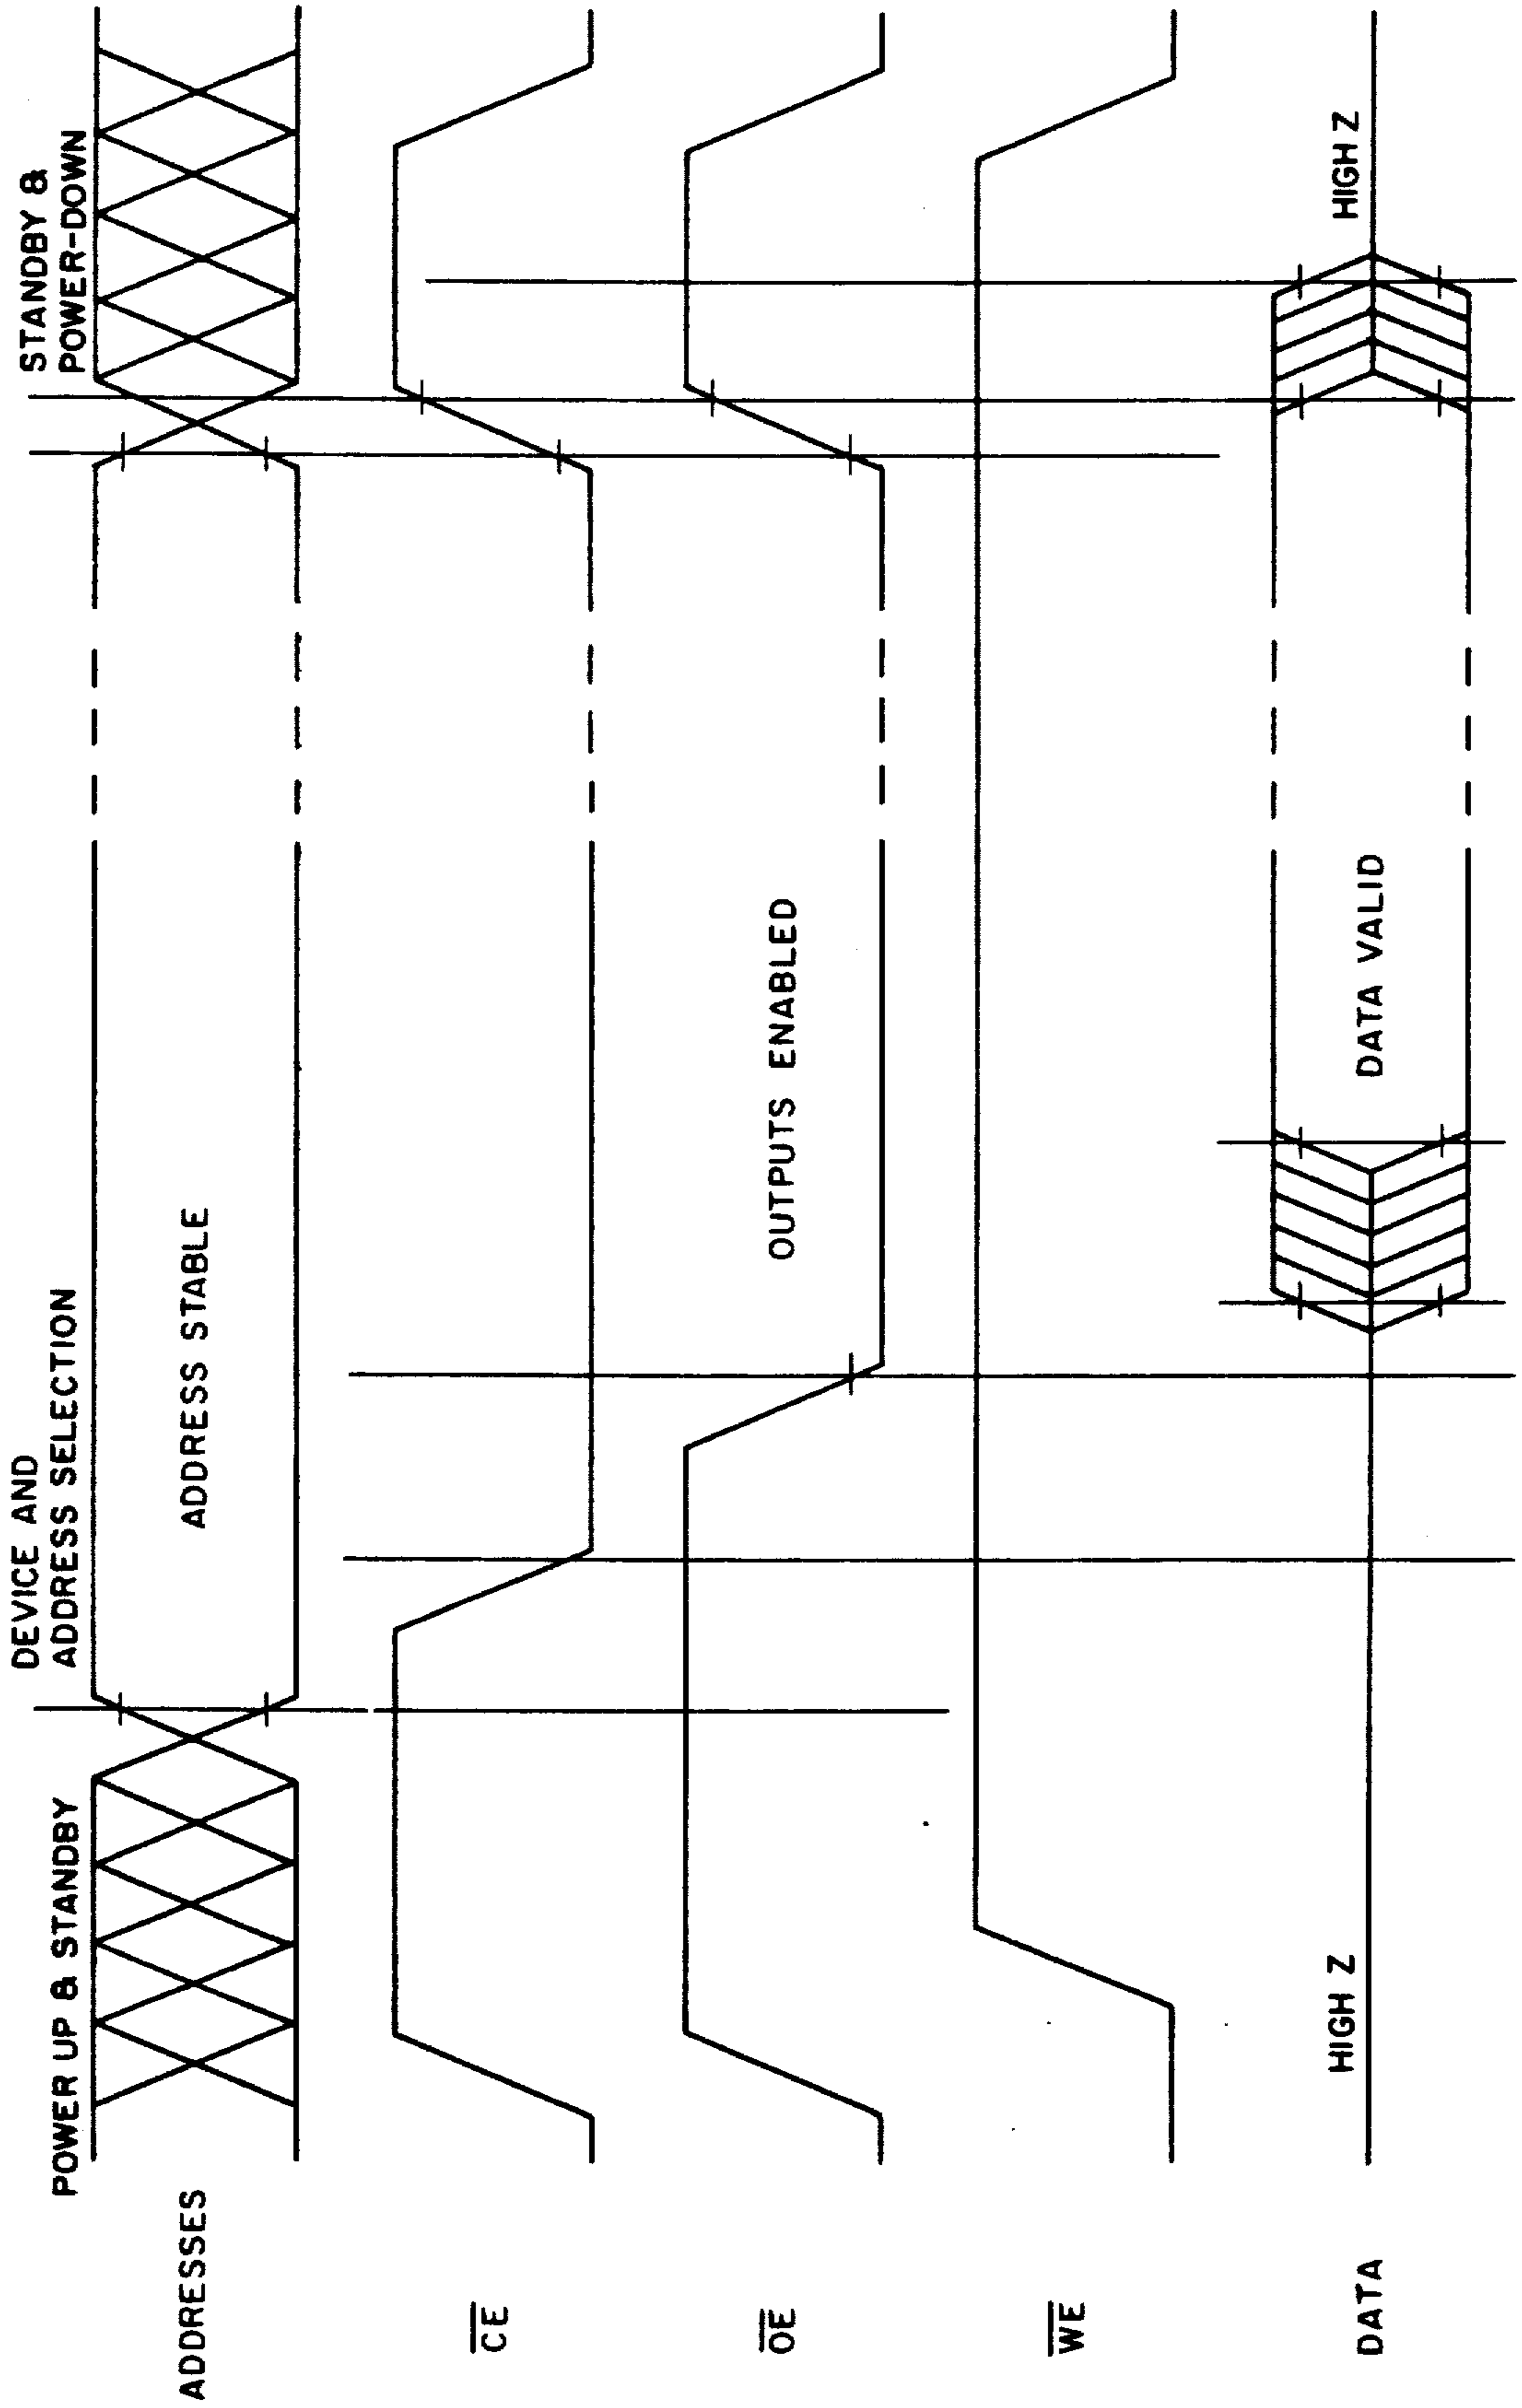 POWER UP & STANDBY
DEVICE AND
ADDRESS SELECTION
STANDBY &
POWER-DOWN
ADDRESSES
ADDRESS STABLE
CE
OE
OUTPUTS ENABLED
WE
DATA
HIGH Z
DATA VALID
HIGH Z